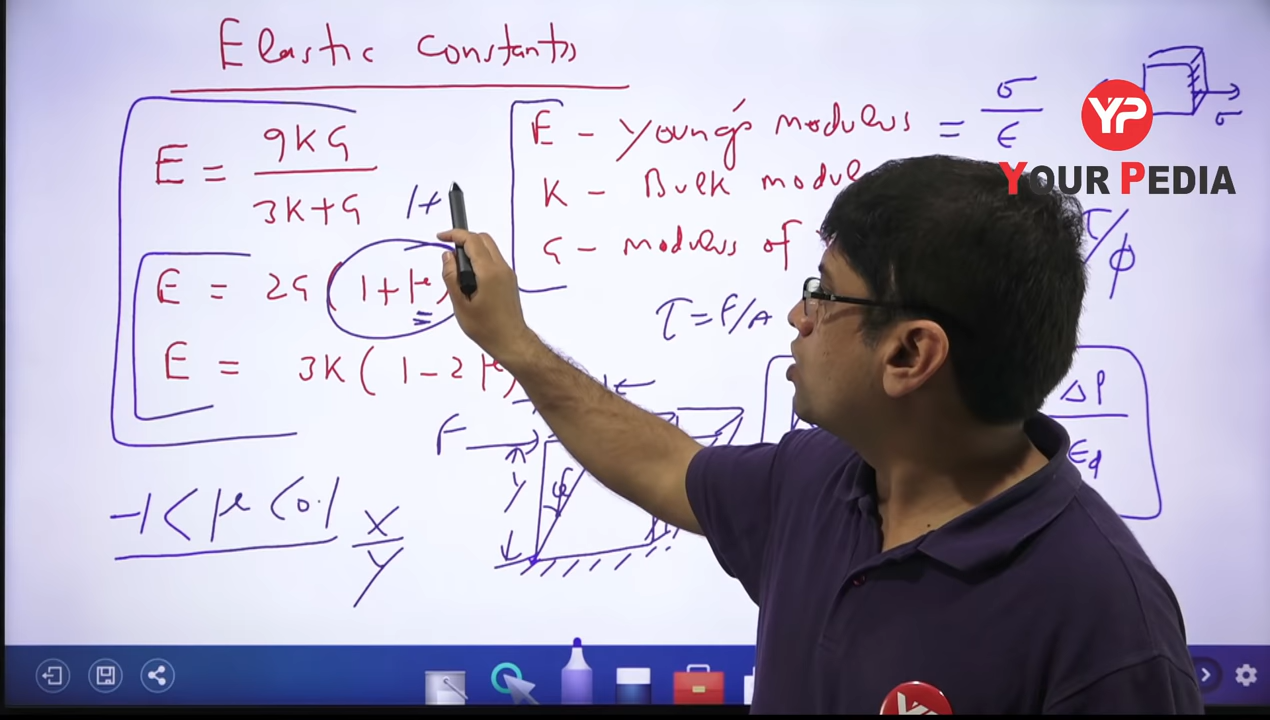 Elastic Constants
E = 9KG / 3K+G
1+
E = 2G (1+μ)
E = 3K( 1-2μ)
-1 < μ < 0.
X/Y
E - Young's modulus = σ/ε
K - Bulk modul
G - modulus of
τ/ϕ
τ = F/A
F
y
ϕ
ΔP
σ
YP
YOUR PEDIA